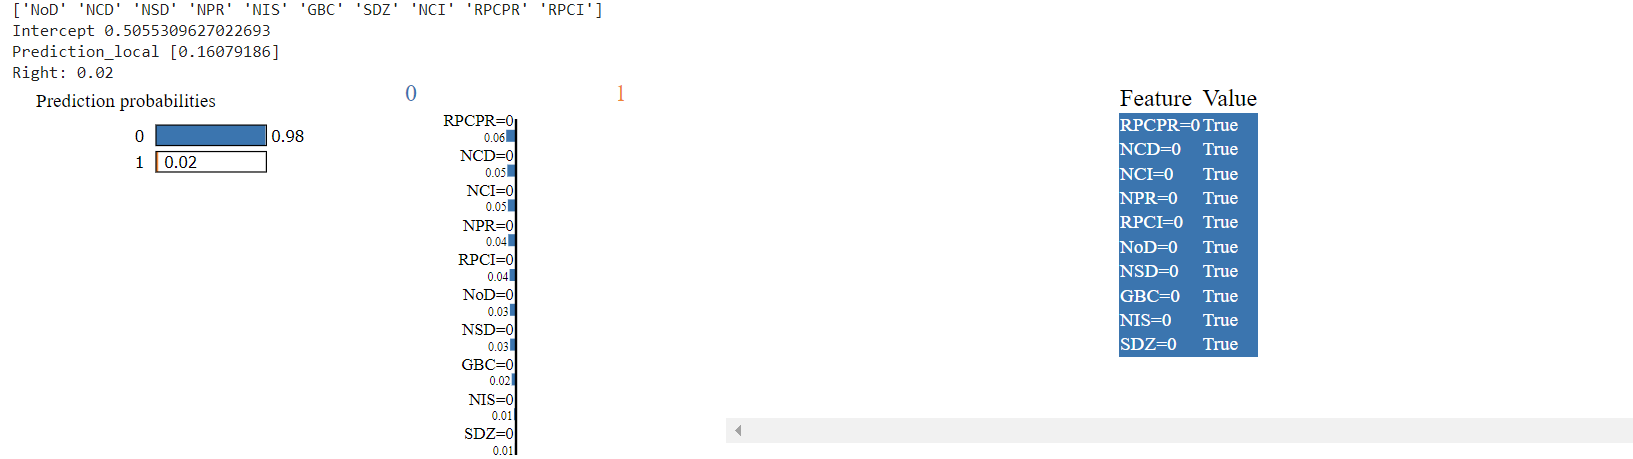 ['NoD' 'NCD' 'NSD' 'NPR' 'NIS' 'GBC' 'SDZ' 'NCI' 'RPCPR' 'RPCI']
Intercept 0.5055309627022693
Prediction_local [0.16079186]
Right: 0.02
Prediction probabilities
0 0.98
1 0.02
0 1
RPCPR=0
0.06
NCD=0
0.05
NCI=0
0.05
NPR=0
0.04
RPCI=0
0.04
NoD=0
0.03
NSD=0
0.03
GBC=0
0.02
NIS=0
0.01
SDZ=0
0.01
Feature Value
RPCPR=0 True
NCD=0 True
NCI=0 True
NPR=0 True
RPCI=0 True
NoD=0 True
NSD=0 True
GBC=0 True
NIS=0 True
SDZ=0 True